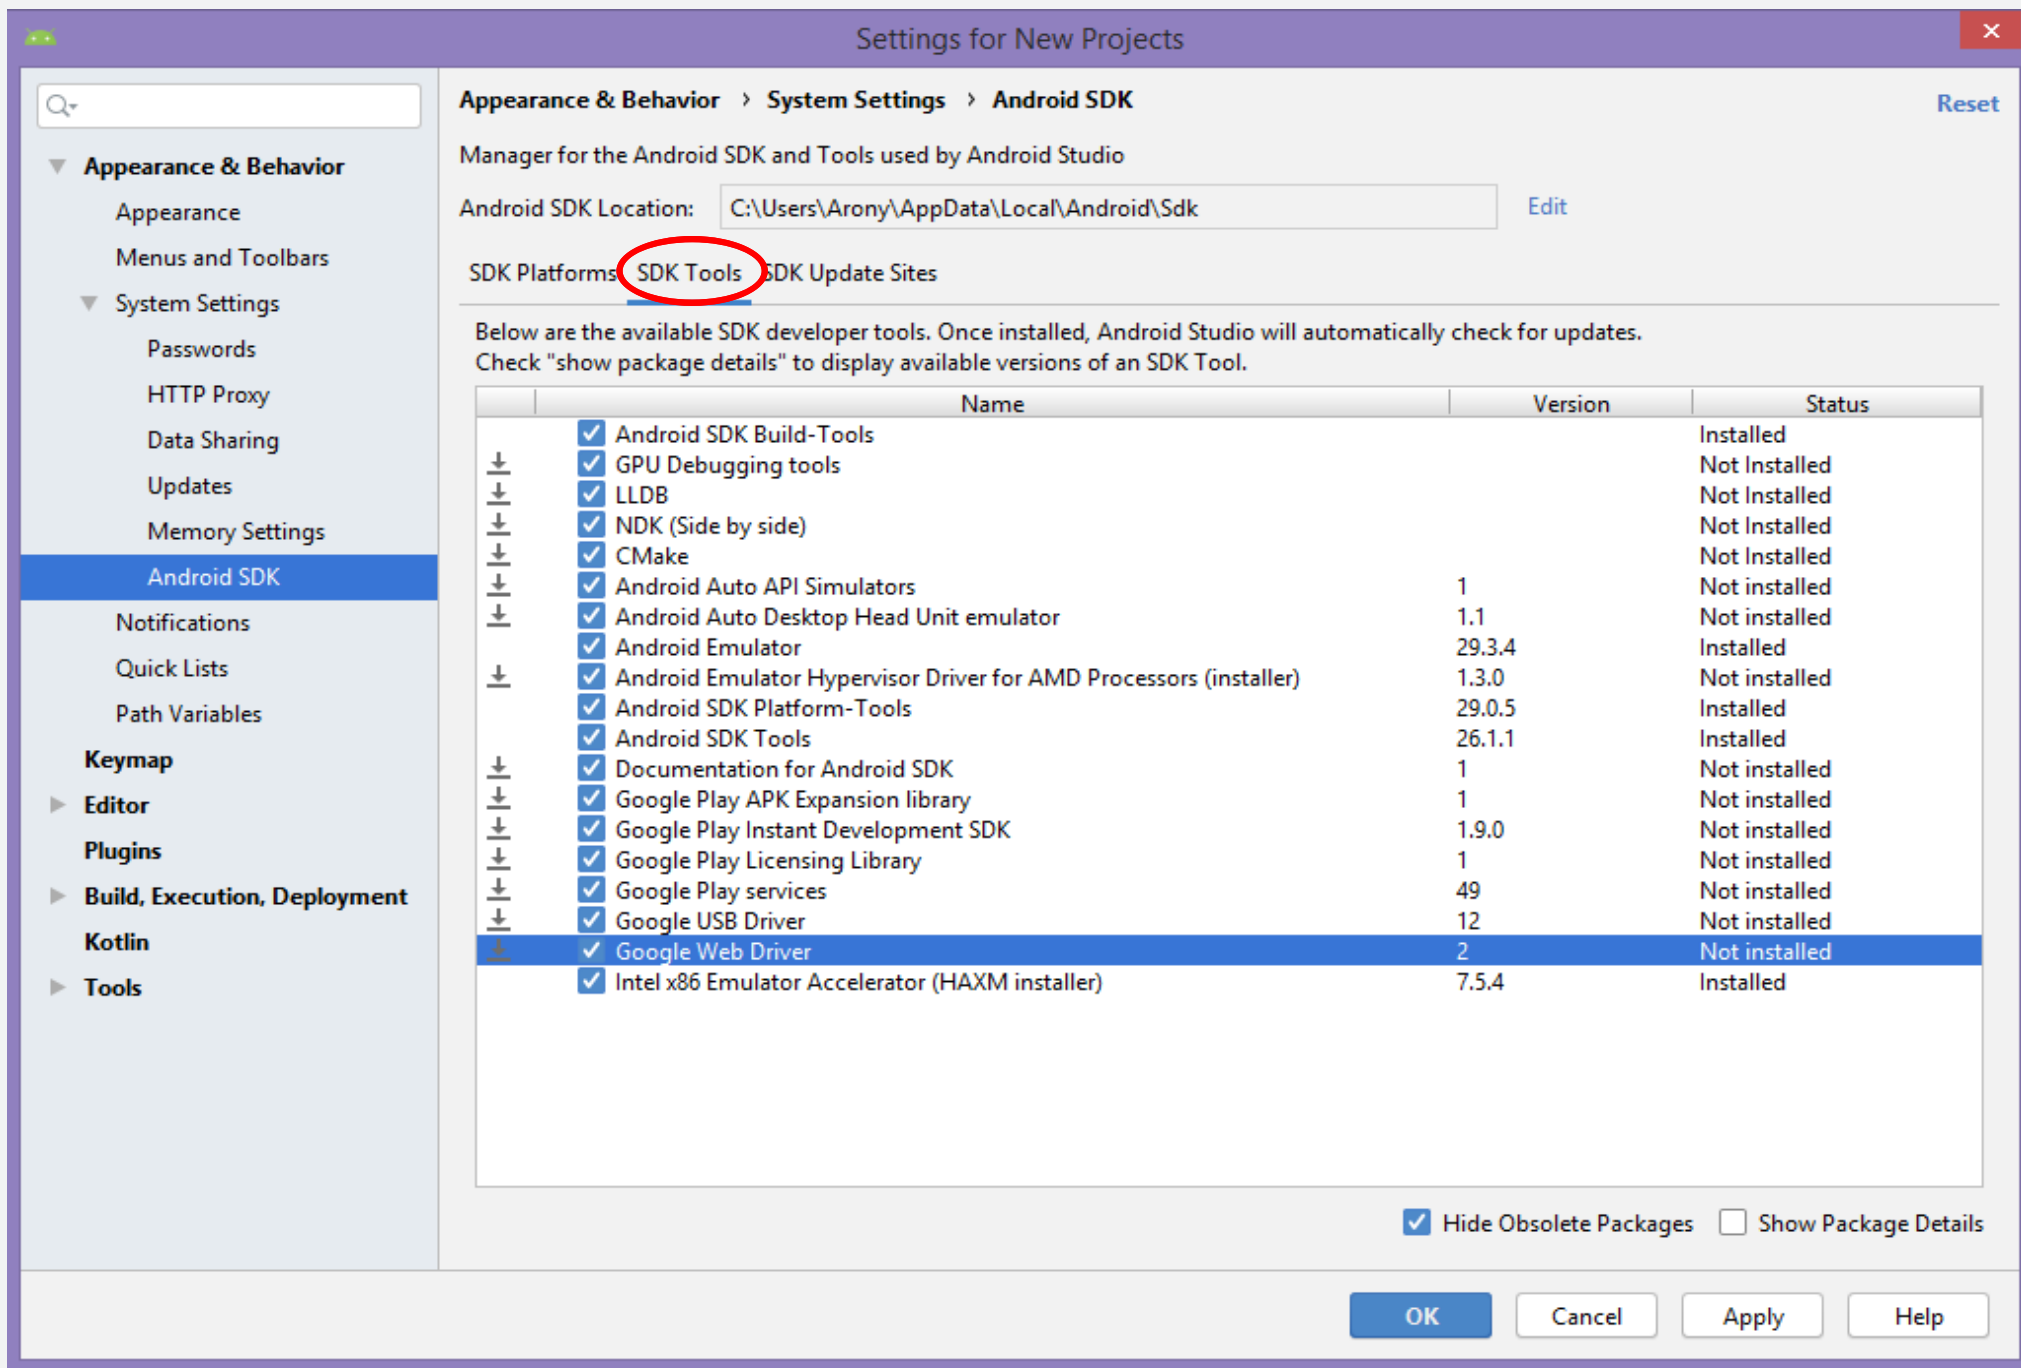 Settings for New Projects
Appearance & Behavior
Appearance
Menus and Toolbars
System Settings
Passwords
HTTP Proxy
Data Sharing
Updates
Memory Settings
Android SDK
Notifications
Quick Lists
Path Variables
Keymap
Editor
Plugins
Build, Execution, Deployment
Kotlin
Tools
Appearance & Behavior › System Settings › Android SDK
Reset
Manager for the Android SDK and Tools used by Android Studio
Android SDK Location: C:\Users\Arony\AppData\Local\Android\Sdk Edit
SDK Platforms SDK Tools SDK Update Sites
Below are the available SDK developer tools. Once installed, Android Studio will automatically check for updates.
Check "show package details" to display available versions of an SDK Tool.
Name Version Status
Android SDK Build-Tools Installed
GPU Debugging tools Not Installed
LLDB Not Installed
NDK (Side by side) Not Installed
CMake Not Installed
Android Auto API Simulators 1 Not installed
Android Auto Desktop Head Unit emulator 1.1 Not installed
Android Emulator 29.3.4 Installed
Android Emulator Hypervisor Driver for AMD Processors (installer) 1.3.0 Not installed
Android SDK Platform-Tools 29.0.5 Installed
Android SDK Tools 26.1.1 Installed
Documentation for Android SDK 1 Not installed
Google Play APK Expansion library 1 Not installed
Google Play Instant Development SDK 1.9.0 Not installed
Google Play Licensing Library 1 Not installed
Google Play services 49 Not installed
Google USB Driver 12 Not installed
Google Web Driver 2 Not installed
Intel x86 Emulator Accelerator (HAXM installer) 7.5.4 Installed
Hide Obsolete Packages Show Package Details
OK Cancel Apply Help